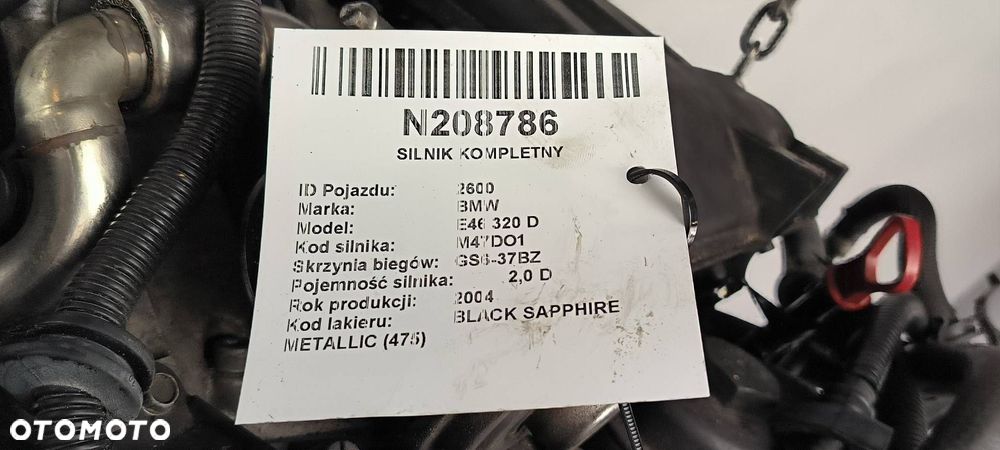 N208786
SILNIK KOMPLETNY
ID Pojazdu: 2600
Marka: BMW
Model: E46 320 D
Kod silnika: M47DO1
Skrzynia biegów: GS6-37BZ
Pojemność silnika: 2,0 D
Rok produkcji: 2004
Kod lakieru: BLACK SAPPHIRE
METALLIC (475)
OTOMOTO